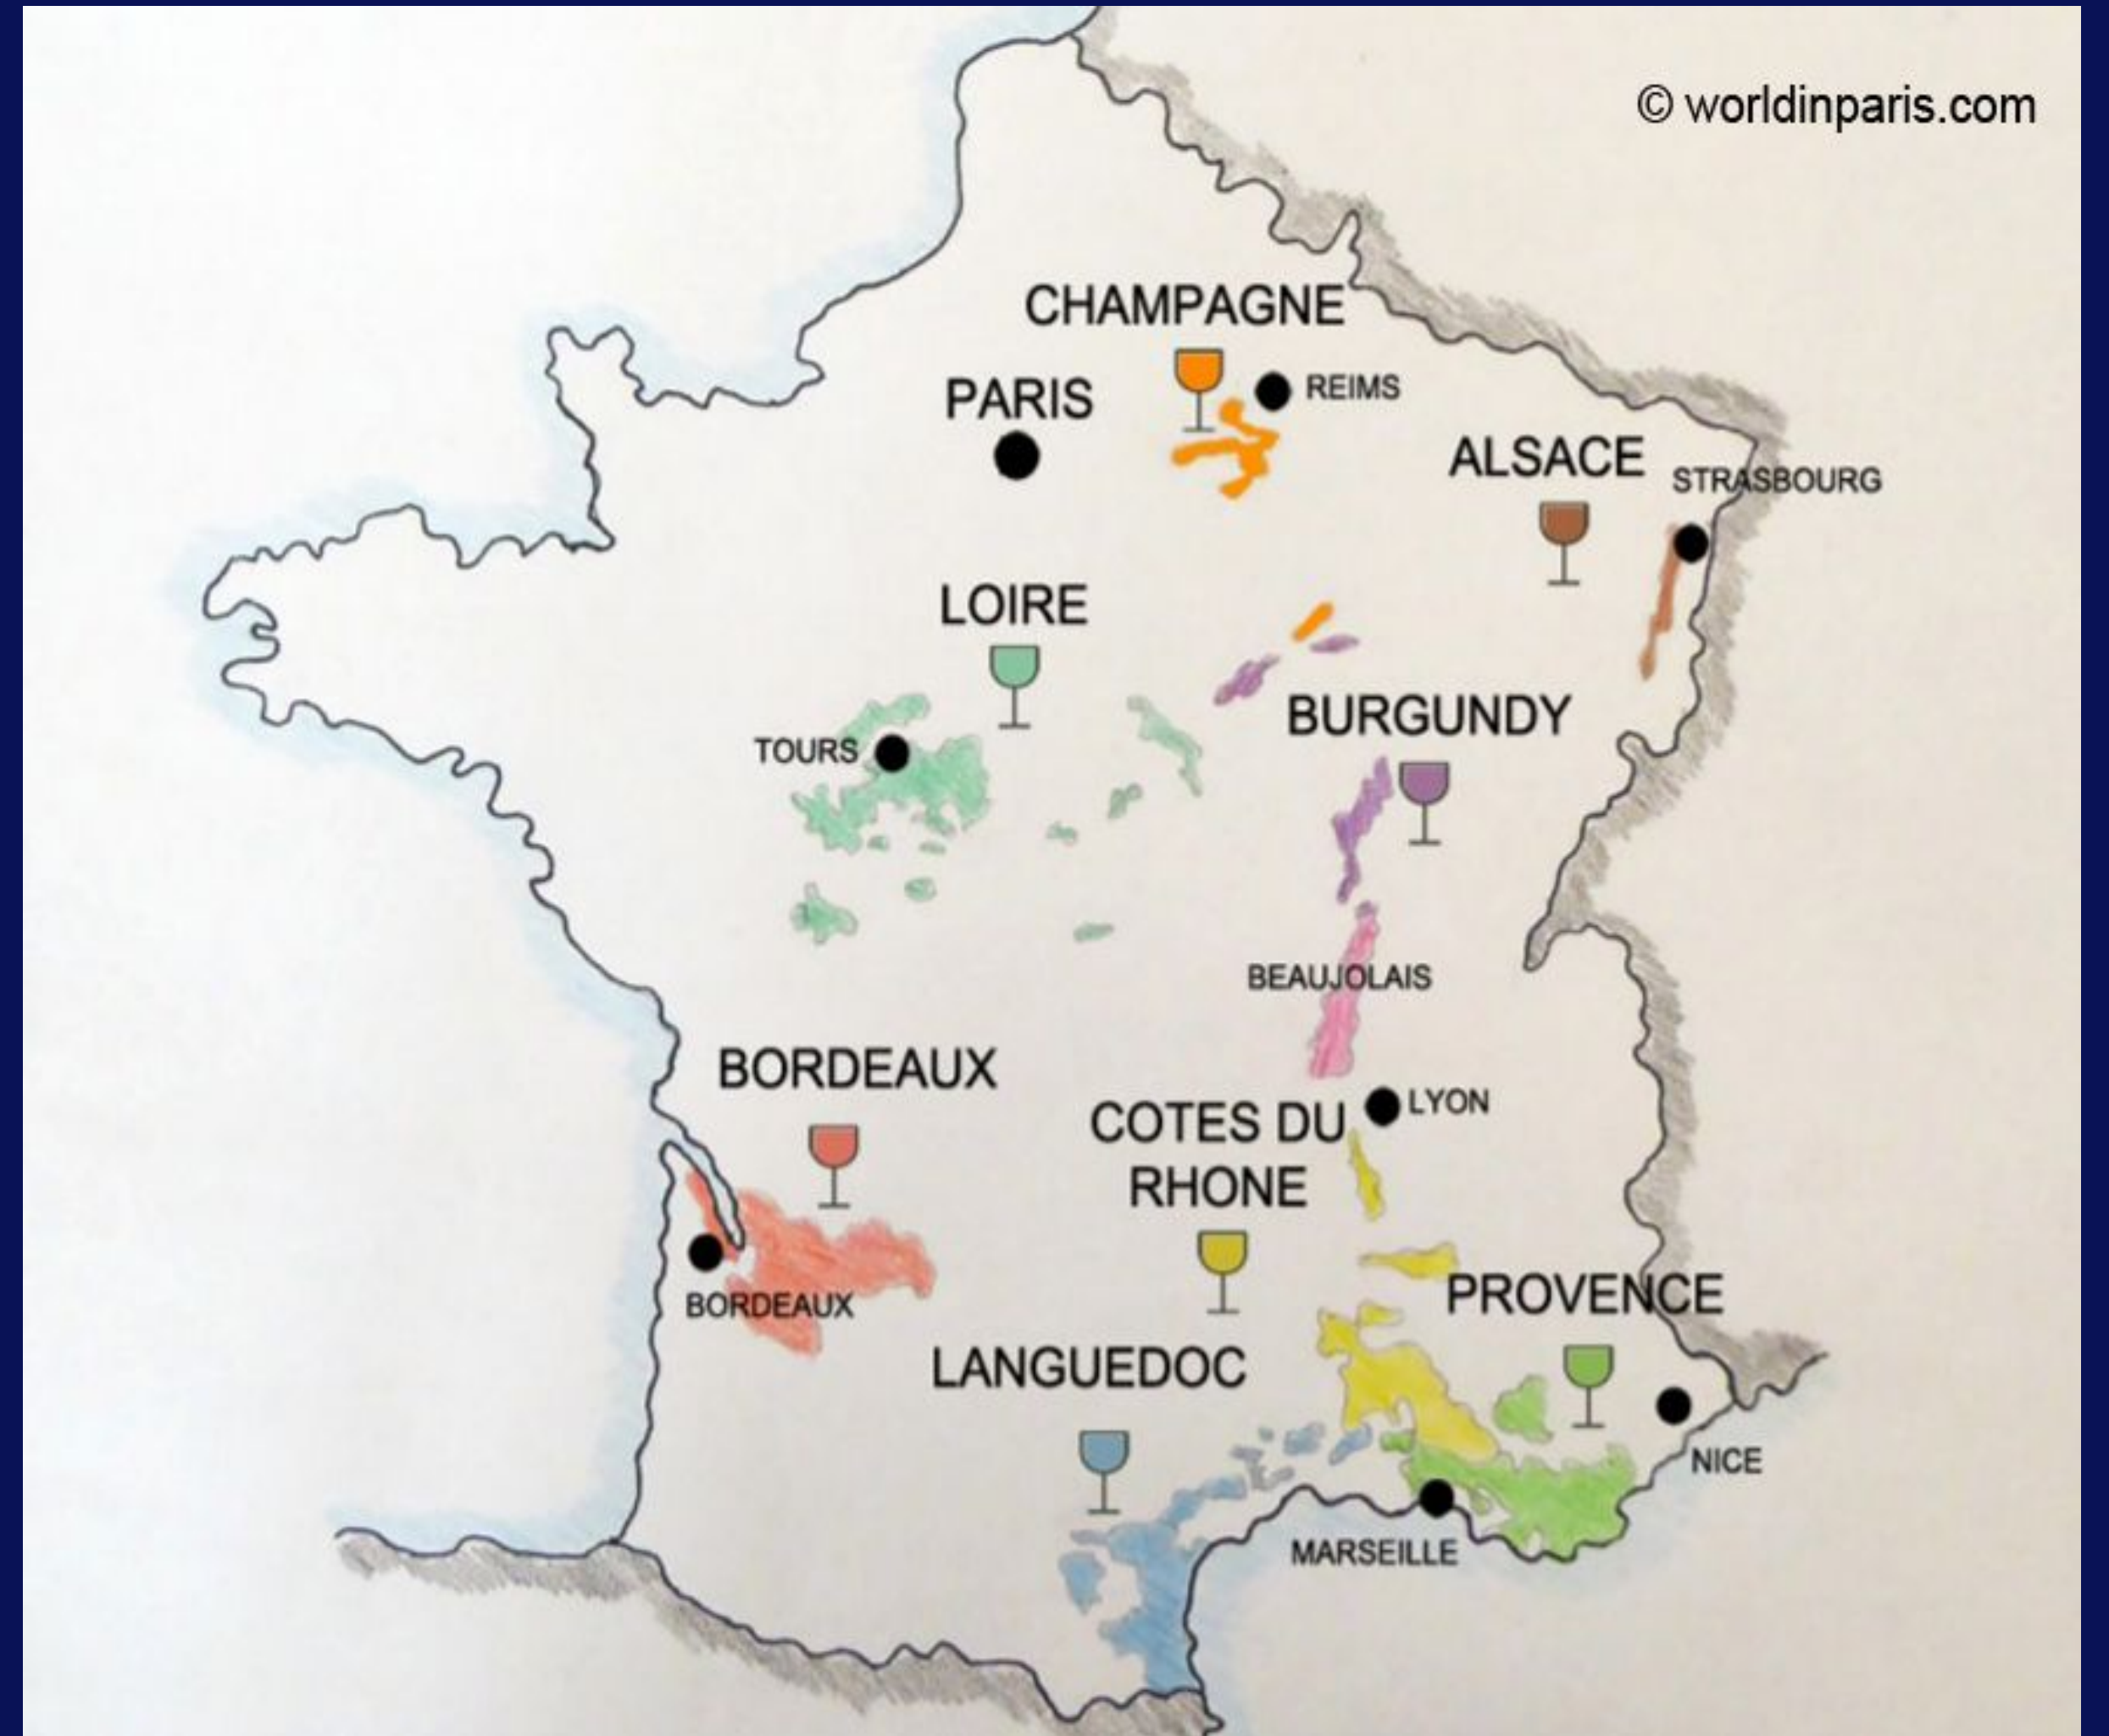 © worldinparis.com
CHAMPAGNE
REIMS
PARIS
ALSACE
STRASBOURG
LOIRE
BURGUNDY
TOURS
BEAUJOLAIS
BORDEAUX
LYON
COTES DU
RHONE
PROVENCE
BORDEAUX
LANGUEDOC
NICE
MARSEILLE